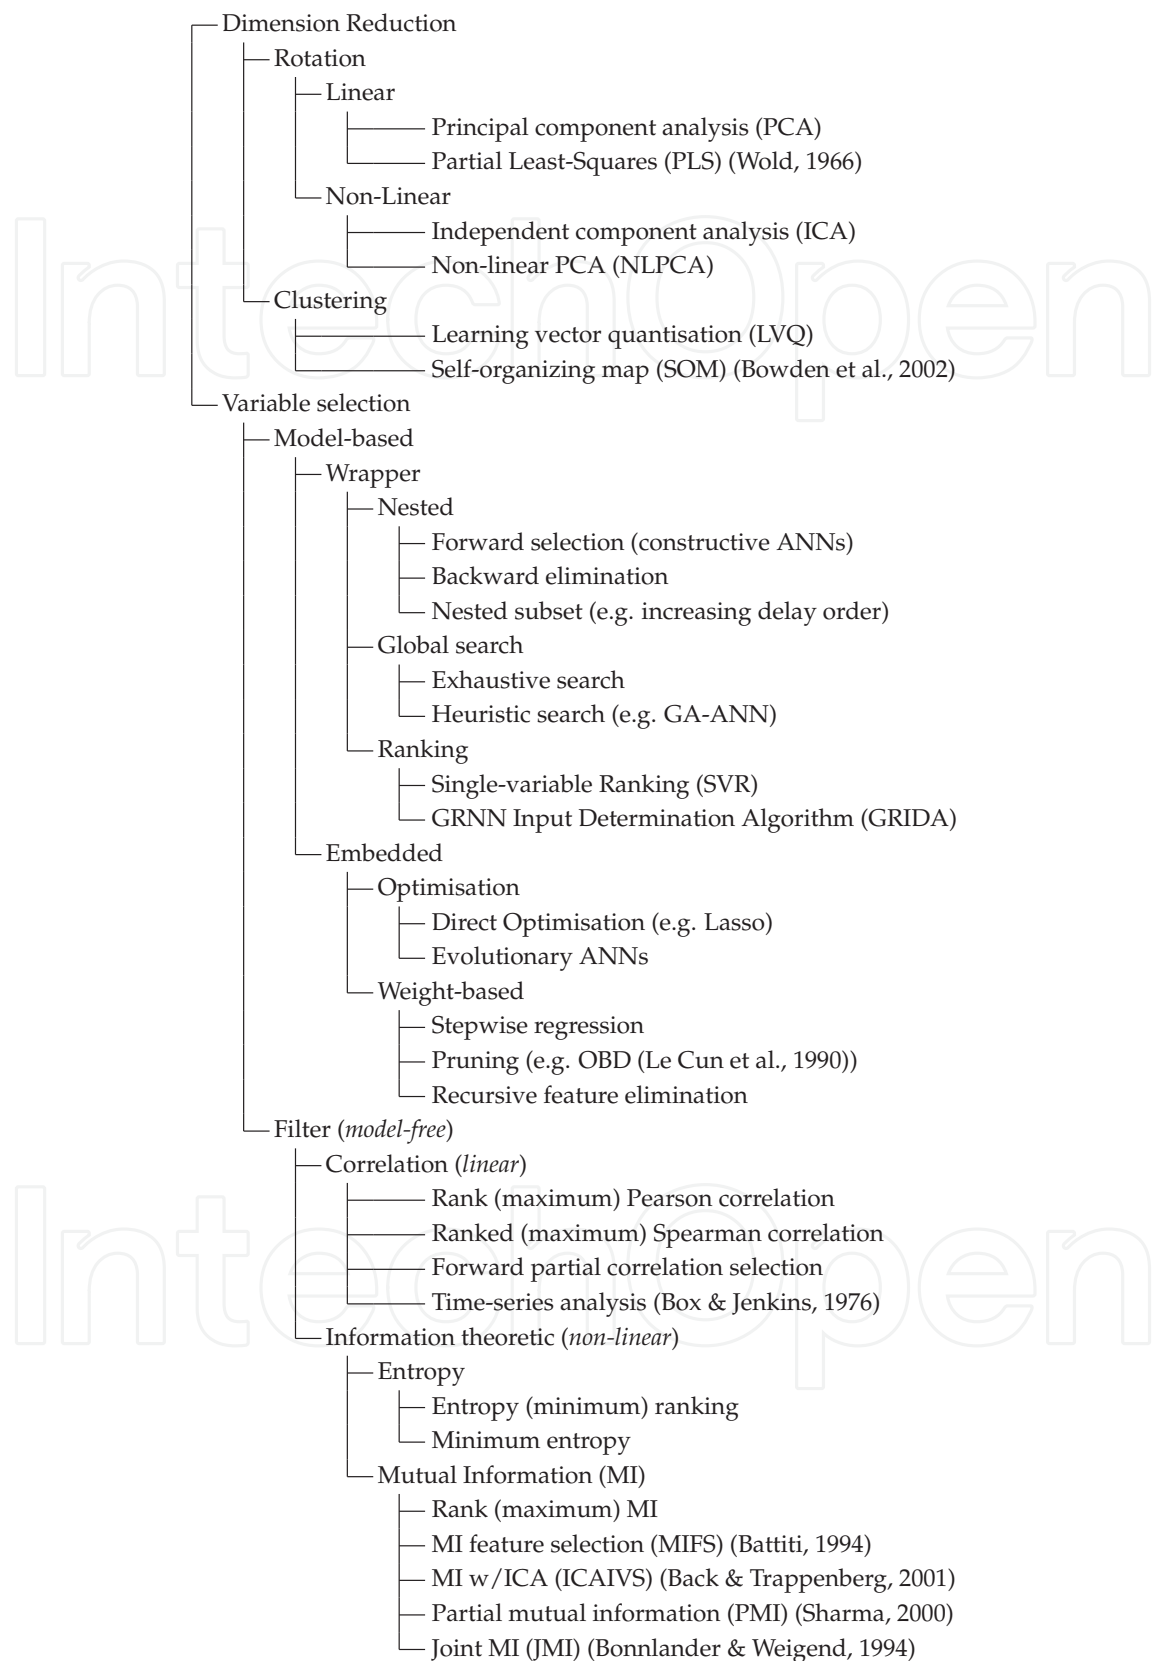 Dimension Reduction
Rotation
Linear
Principal component analysis (PCA)
Partial Least-Squares (PLS) (Wold, 1966)
Non-Linear
Independent component analysis (ICA)
Non-linear PCA (NLPCA)
IntechOpen
Clustering
Learning vector quantisation (LVQ)
Self-organizing map (SOM) (Bowden et al., 2002)
Variable selection
Model-based
Wrapper
Nested
Forward selection (constructive ANNs)
Backward elimination
Nested subset (e.g. increasing delay order)
Global search
Exhaustive search
Heuristic search (e.g. GA-ANN)
Ranking
Single-variable Ranking (SVR)
GRNN Input Determination Algorithm (GRIDA)
Embedded
Optimisation
Direct Optimisation (e.g. Lasso)
Evolutionary ANNs
Weight-based
Stepwise regression
Pruning (e.g. OBD (Le Cun et al., 1990))
Recursive feature elimination
Filter (model-free)
Correlation (linear)
Rank (maximum) Pearson correlation
Ranked (maximum) Spearman correlation
Forward partial correlation selection
IntechOpen
Time-series analysis (Box & Jenkins, 1976)
Information theoretic (non-linear)
Entropy
Entropy (minimum) ranking
Minimum entropy
Mutual Information (MI)
Rank (maximum) MI
MI feature selection (MIFS) (Battiti, 1994)
MI w/ICA (ICAIVS) (Back & Trappenberg, 2001)
Partial mutual information (PMI) (Sharma, 2000)
Joint MI (JMI) (Bonnlander & Weigend, 1994)